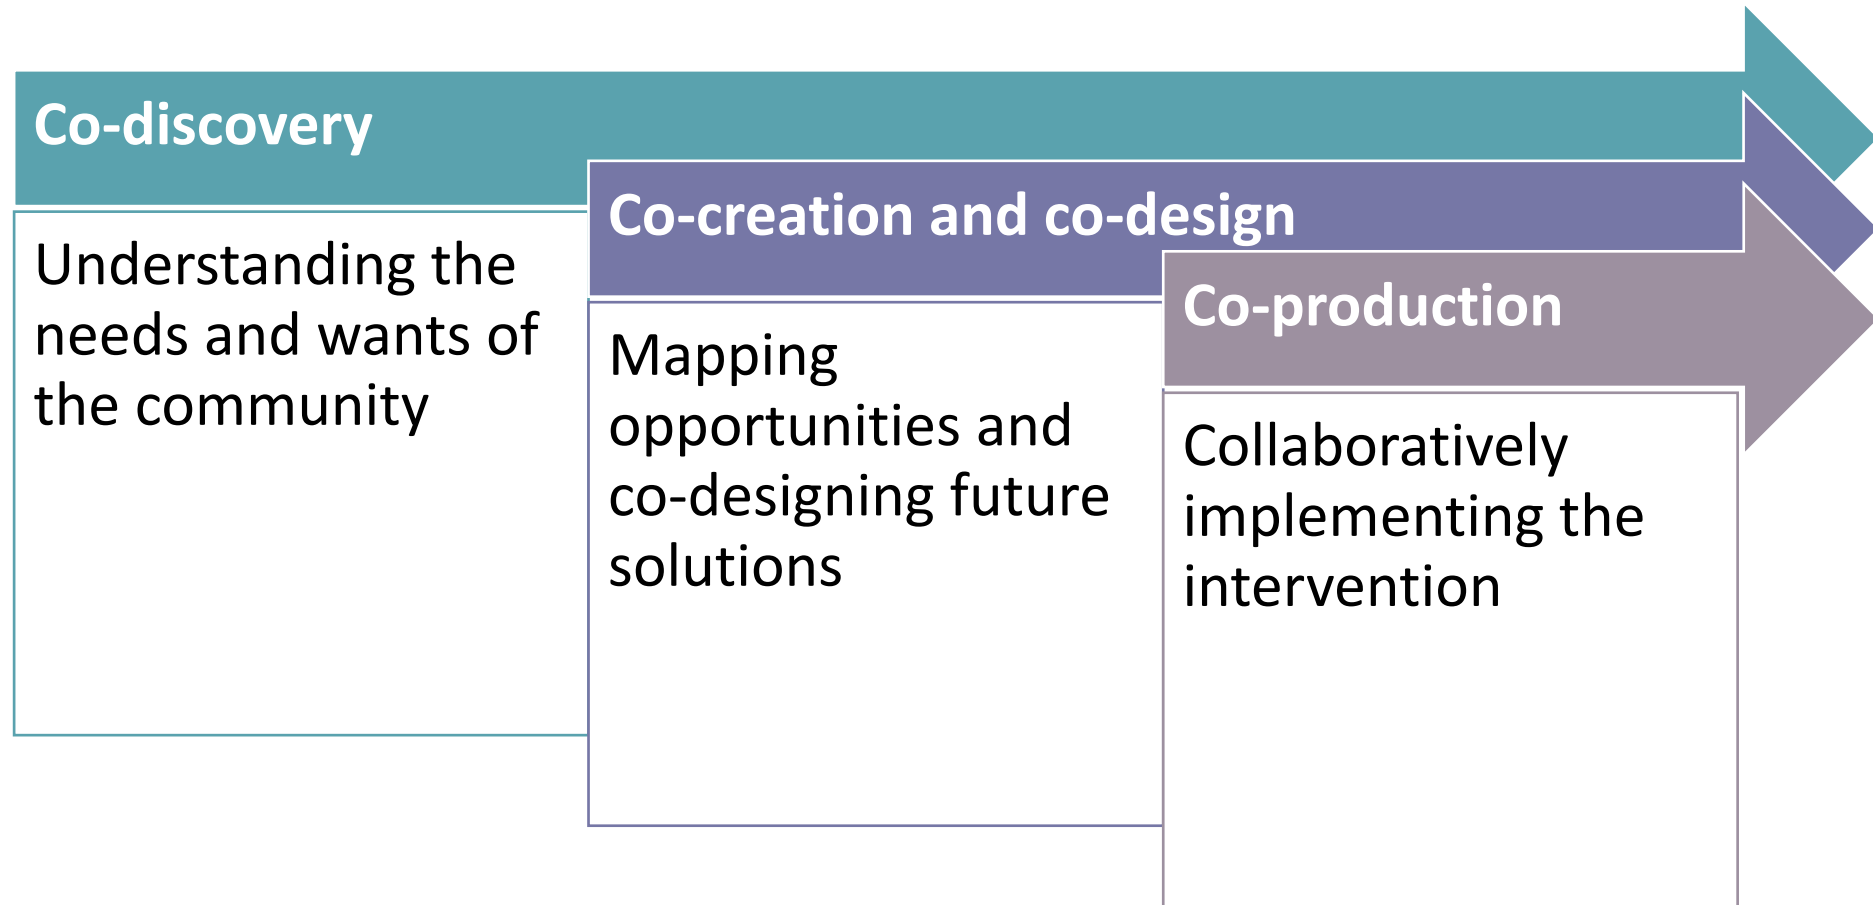 Co-discovery
Understanding the
needs and wants of
the community
Co-creation and co-design
Mapping
opportunities and
co-designing future
solutions
Co-production
Collaboratively
implementing the
intervention